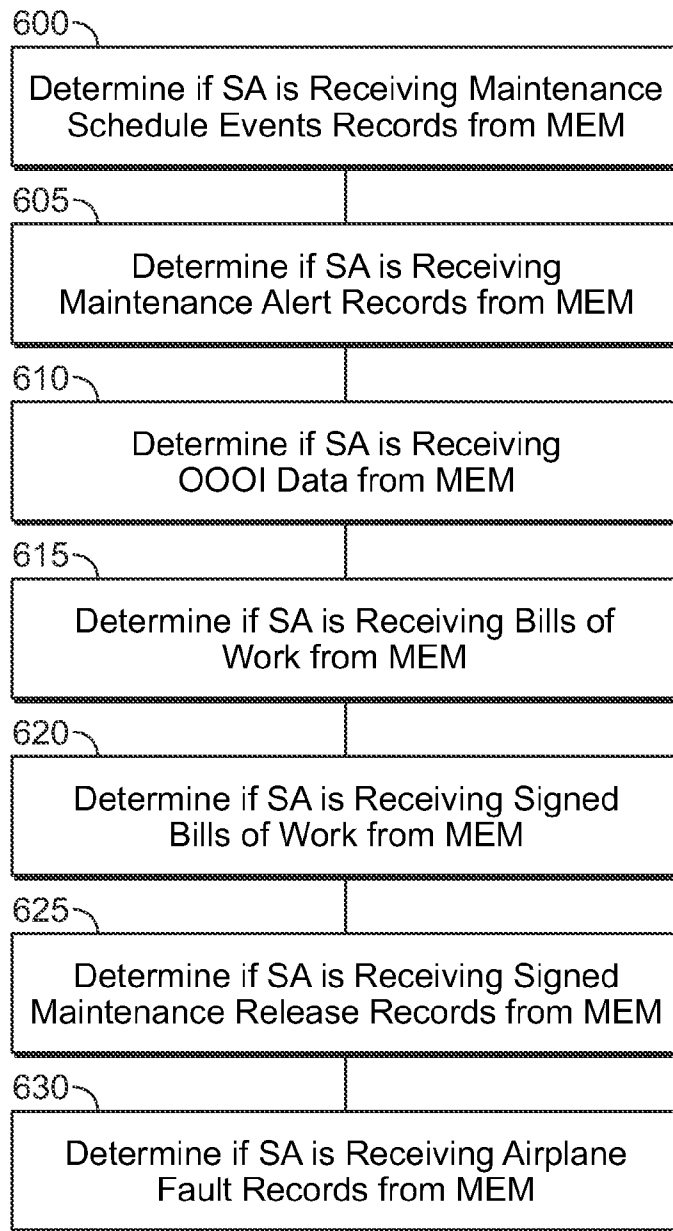 600
Determine if SA is Receiving Maintenance
Schedule Events Records from MEM
605
Determine if SA is Receiving
Maintenance Alert Records from MEM
610
Determine if SA is Receiving
OOOI Data from MEM
615
Determine if SA is Receiving Bills of
Work from MEM
620
Determine if SA is Receiving Signed
Bills of Work from MEM
625
Determine if SA is Receiving Signed
Maintenance Release Records from MEM
630
Determine if SA is Receiving Airplane
Fault Records from MEM